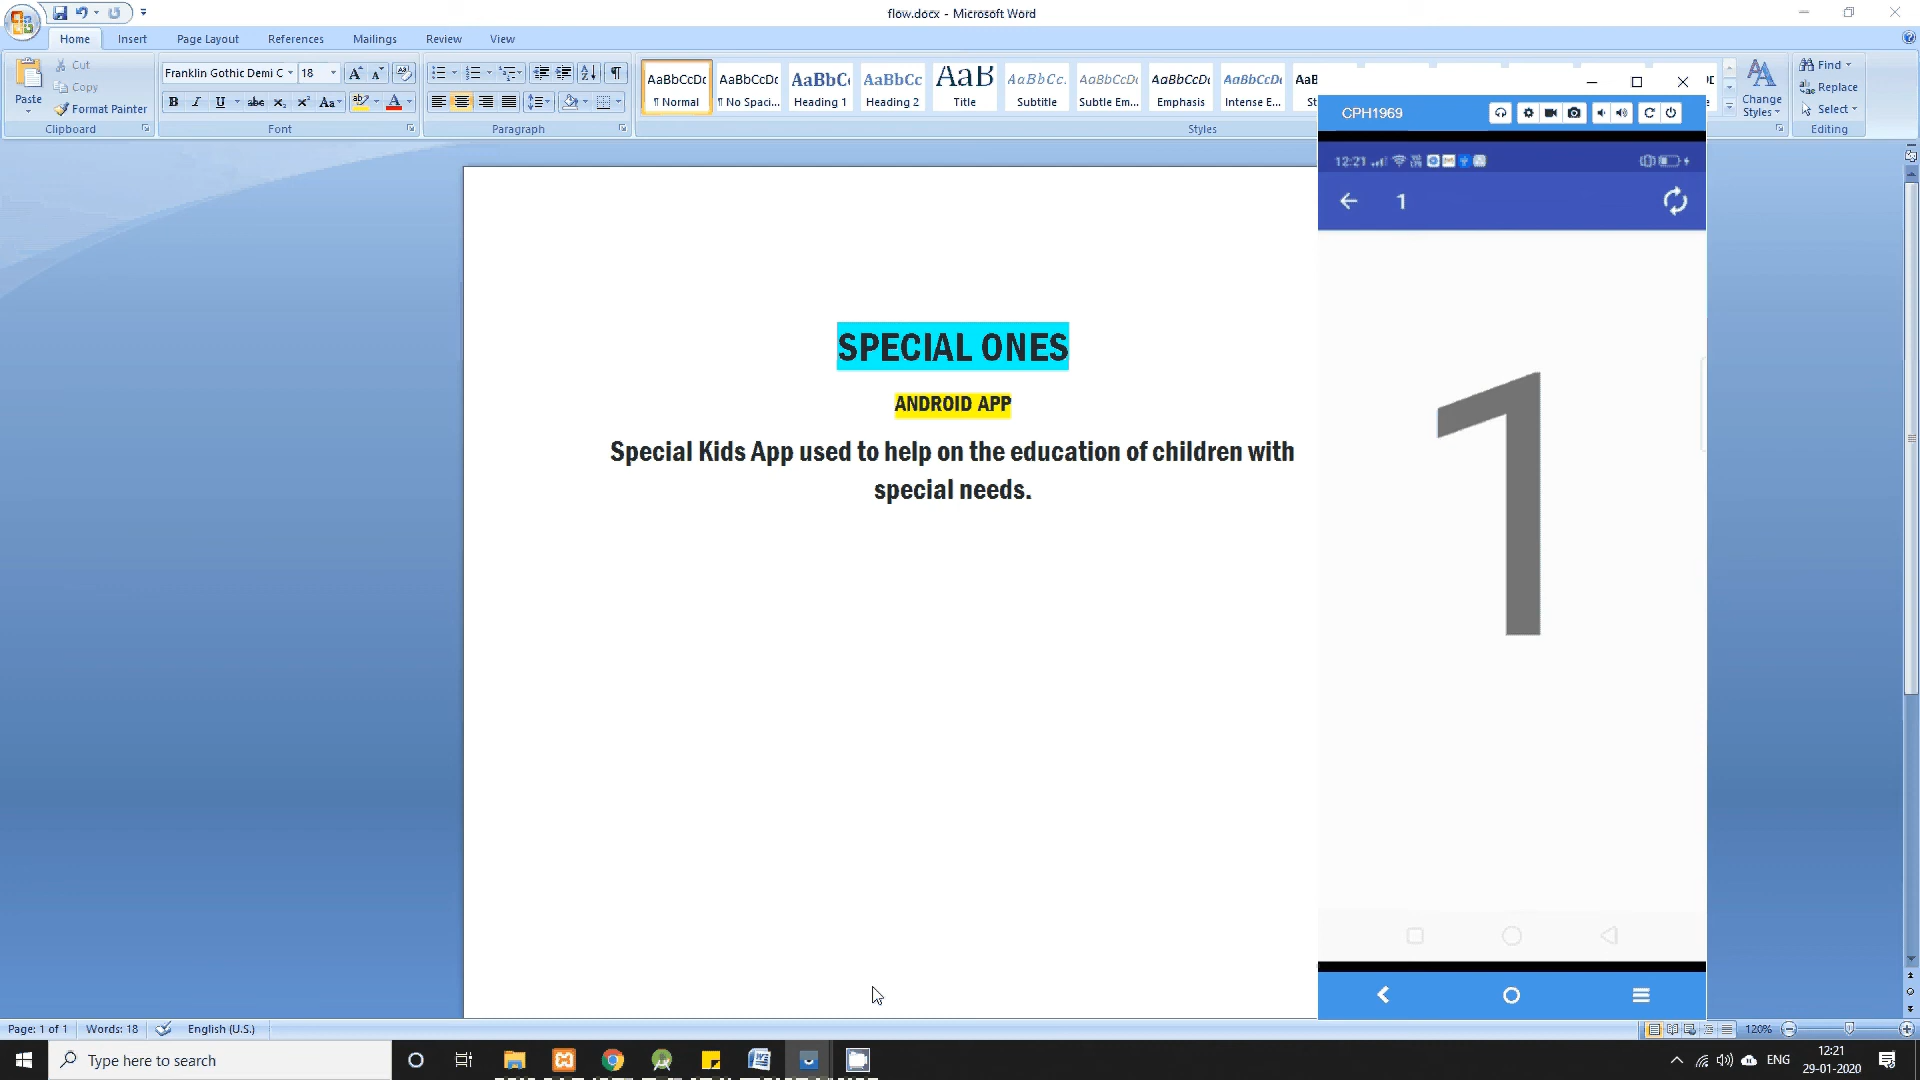 flow.docx - Microsoft Word
Home Insert Page Layout References Mailings Review View
Paste
Cut
Copy
Format Painter
Clipboard
Franklin Gothic Demi C 18
Font
Paragraph
AaBbCcDc AaBbCcDc AaBbC AaBbCc AaB AaBbCc. AaBbCcDc AaBbCcDc AaBbCcDc AaB
¶ Normal ¶ No Spaci... Heading 1 Heading 2 Title Subtitle Subtle Em... Emphasis Intense E... St
Styles
Change
Styles
Find
Replace
Select
Editing
SPECIAL ONES
ANDROID APP
Special Kids App used to help on the education of children with
special needs.
CPH1969
12:21
1
1
Page: 1 of 1 Words: 18 English (U.S.) 120%
Type here to search
ENG
12:21
29-01-2020